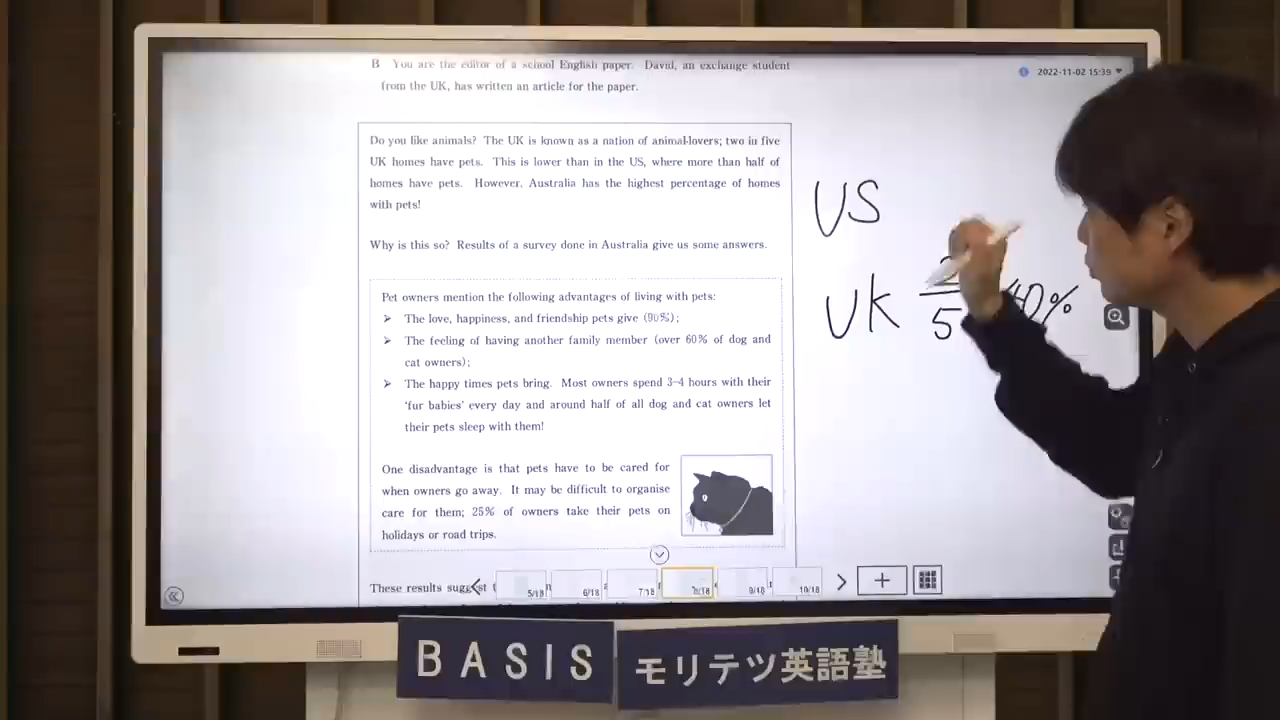 B You are the editor of a school English paper. David, an exchange student
from the UK, has written an article for the paper.
2022-11-02 15:39
Do you like animals? The UK is known as a nation of animal-lovers; two in five
UK homes have pets. This is lower than in the US, where more than half of
homes have pets. However, Australia has the highest percentage of homes
with pets!
Why is this so? Results of a survey done in Australia give us some answers.
Pet owners mention the following advantages of living with pets:
➢ The love, happiness, and friendship pets give (90%);
➢ The feeling of having another family member (over 60% of dog and
cat owners);
➢ The happy times pets bring. Most owners spend 3-4 hours with their
'fur babies' every day and around half of all dog and cat owners let
their pets sleep with them!
One disadvantage is that pets have to be cared for
when owners go away. It may be difficult to organise
care for them; 25% of owners take their pets on
holidays or road trips.
These results suggest
US
UK 2/5 40%
5/18 6/18 7/18 8/18 9/18 10/18
BASIS モリテツ英語塾